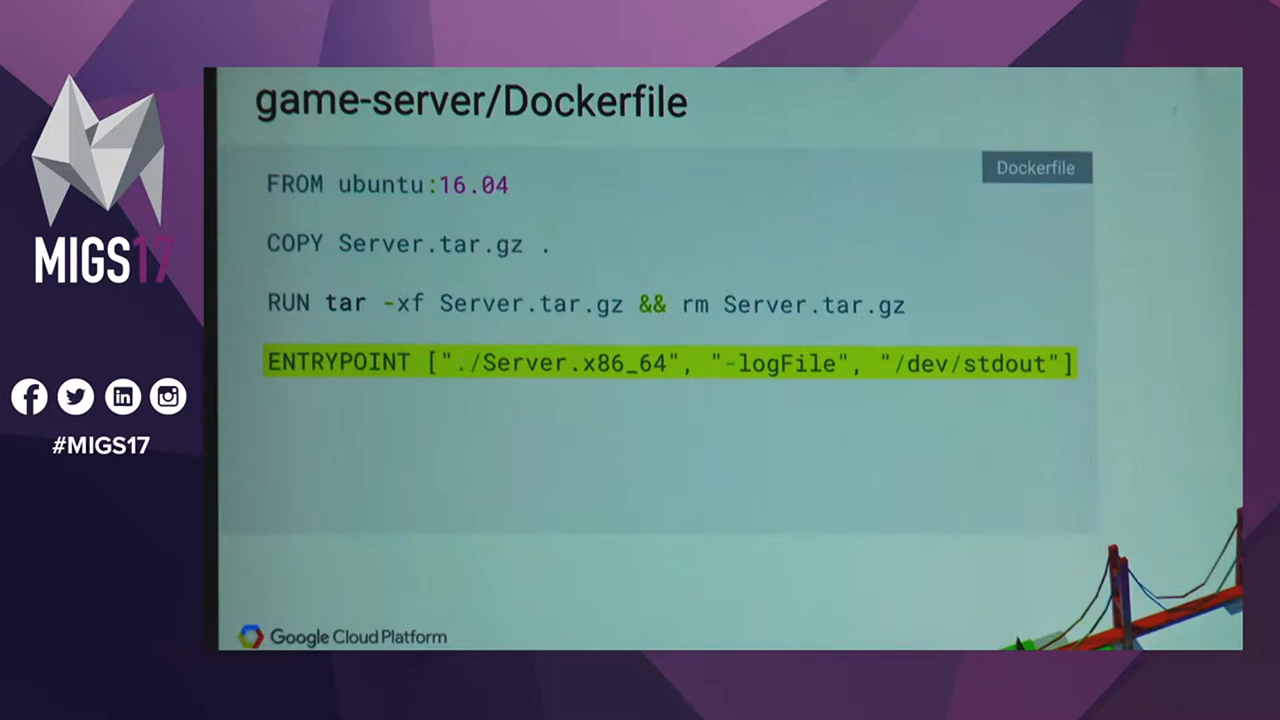 game-server/Dockerfile
Dockerfile
FROM ubuntu:16.04
COPY Server.tar.gz .
RUN tar -xf Server.tar.gz && rm Server.tar.gz
ENTRYPOINT ["./Server.x86_64", "-logFile", "/dev/stdout"]
Google Cloud Platform
MIGS17
#MIGS17